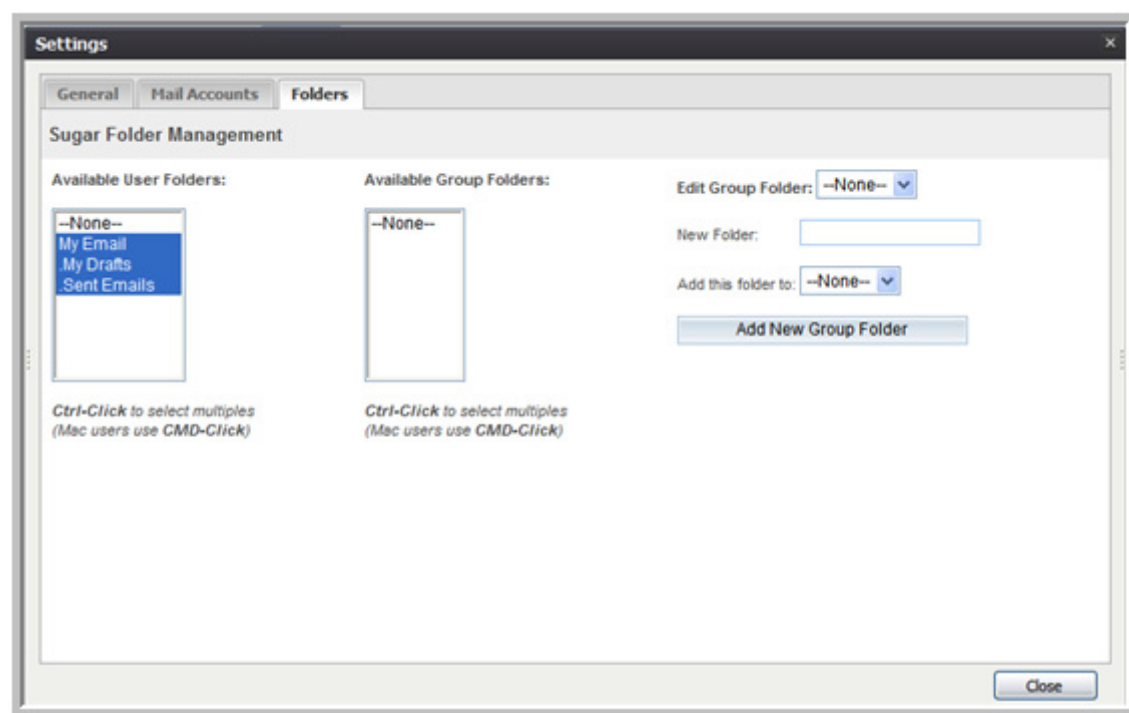 Settings
General Mail Accounts Folders
Sugar Folder Management
Available User Folders: Available Group Folders:
Edit Group Folder: --None--
--None-- --None--
My Email
.My Drafts
.Sent Emails
New Folder:
Add this folder to: --None--
Add New Group Folder
Ctrl-Click to select multiples Ctrl-Click to select multiples
(Mac users use CMD-Click) (Mac users use CMD-Click)
Close